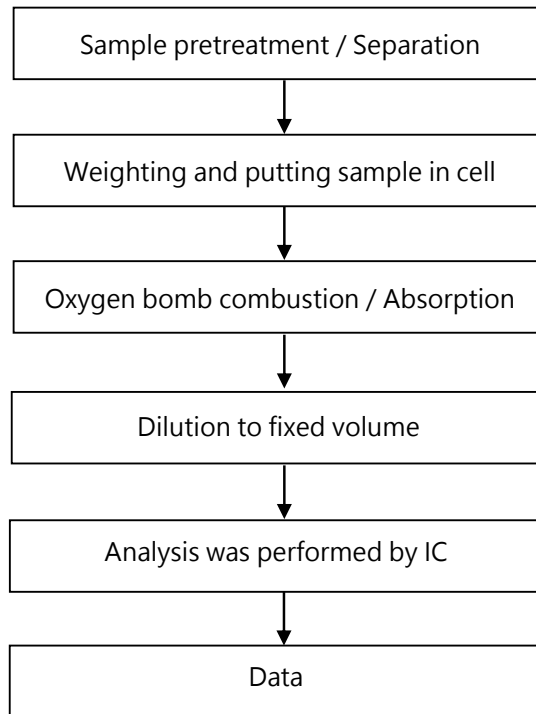 Sample pretreatment / Separation
Weighting and putting sample in cell
Oxygen bomb combustion / Absorption
Dilution to fixed volume
Analysis was performed by IC
Data